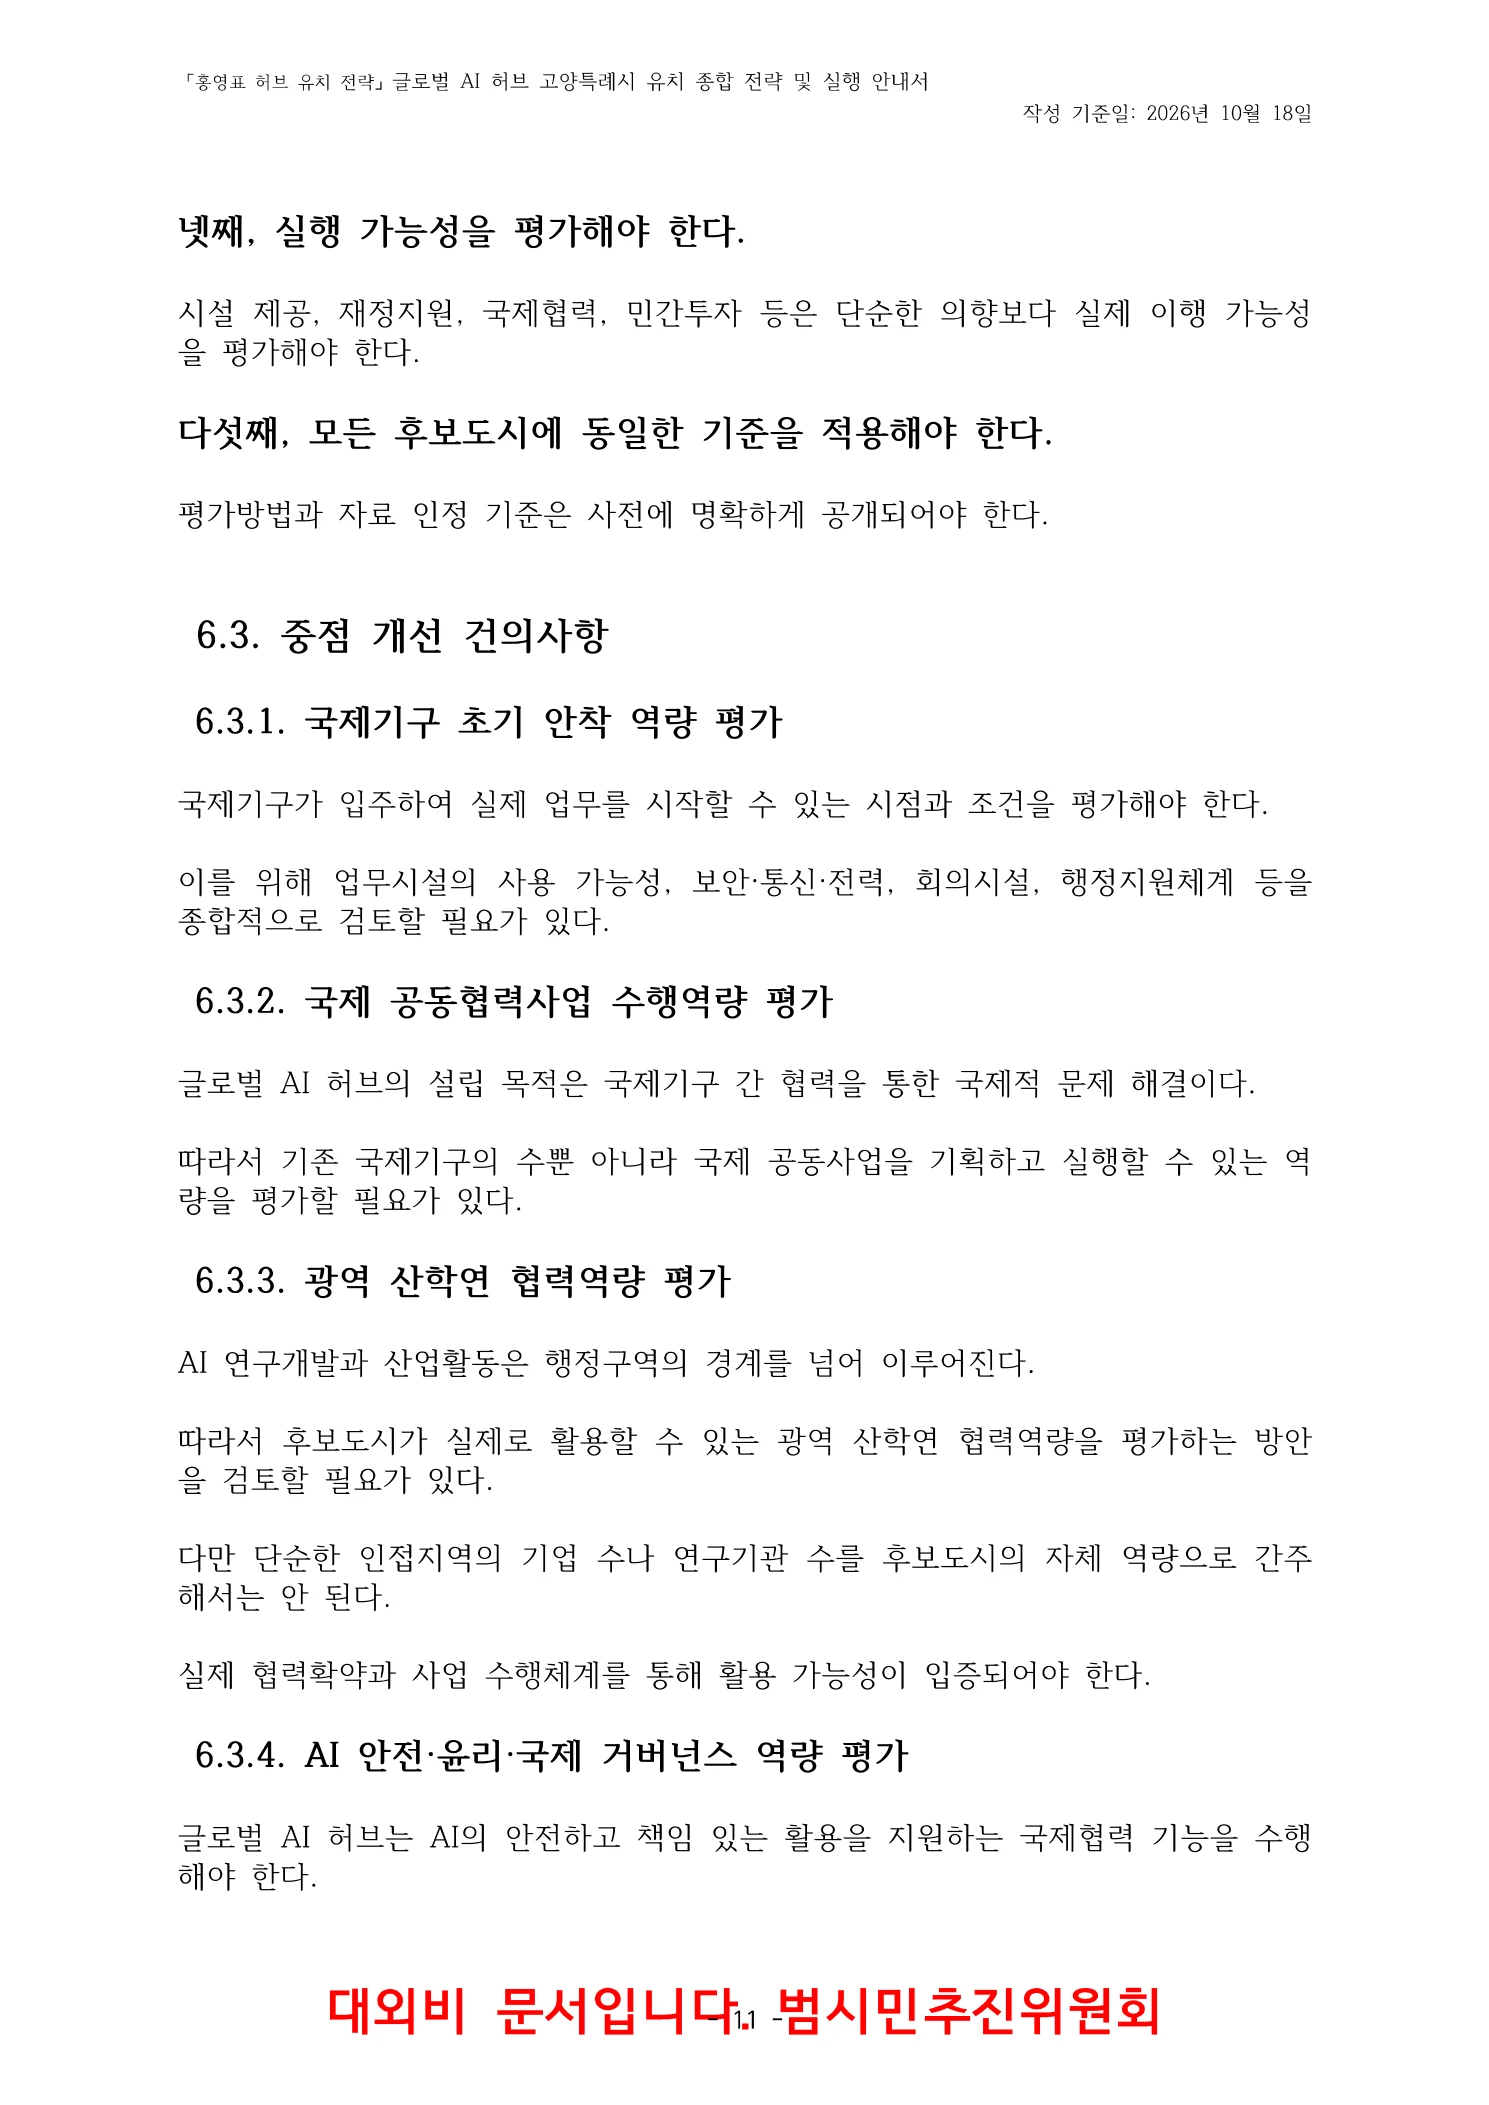 「홍영표 허브 유치 전략」글로벌 AI 허브 고양특례시 유치 종합 전략 및 실행 안내서
작성 기준일: 2026년 10월 18일
넷째, 실행 가능성을 평가해야 한다.
시설 제공, 재정지원, 국제협력, 민간투자 등은 단순한 의향보다 실제 이행 가능성
을 평가해야 한다.
다섯째, 모든 후보도시에 동일한 기준을 적용해야 한다.
평가방법과 자료 인정 기준은 사전에 명확하게 공개되어야 한다.
6.3. 중점 개선 건의사항
6.3.1. 국제기구 초기 안착 역량 평가
국제기구가 입주하여 실제 업무를 시작할 수 있는 시점과 조건을 평가해야 한다.
이를 위해 업무시설의 사용 가능성, 보안·통신·전력, 회의시설, 행정지원체계 등을
종합적으로 검토할 필요가 있다.
6.3.2. 국제 공동협력사업 수행역량 평가
글로벌 AI 허브의 설립 목적은 국제기구 간 협력을 통한 국제적 문제 해결이다.
따라서 기존 국제기구의 수뿐 아니라 국제 공동사업을 기획하고 실행할 수 있는 역
량을 평가할 필요가 있다.
6.3.3. 광역 산학연 협력역량 평가
AI 연구개발과 산업활동은 행정구역의 경계를 넘어 이루어진다.
따라서 후보도시가 실제로 활용할 수 있는 광역 산학연 협력역량을 평가하는 방안
을 검토할 필요가 있다.
다만 단순한 인접지역의 기업 수나 연구기관 수를 후보도시의 자체 역량으로 간주
해서는 안 된다.
실제 협력확약과 사업 수행체계를 통해 활용 가능성이 입증되어야 한다.
6.3.4. AI 안전·윤리·국제 거버넌스 역량 평가
글로벌 AI 허브는 AI의 안전하고 책임 있는 활용을 지원하는 국제협력 기능을 수행
해야 한다.
대외비 문서입니다. 범시민추진위원회
- 11 -